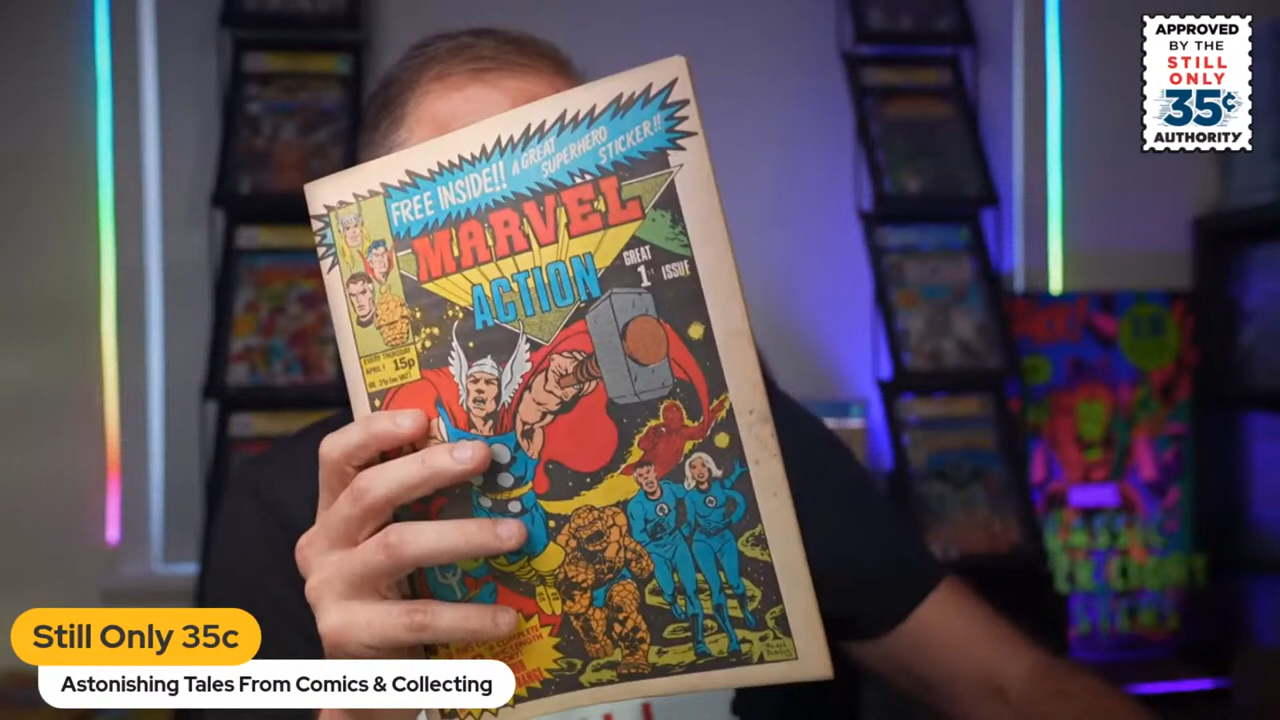 APPROVED
BY THE
STILL
ONLY
35¢
AUTHORITY
FREE INSIDE!! A GREAT
SUPERHERO
STICKER!!
MARVEL
ACTION
GREAT
1ST ISSUE
EVERY THURSDAY
APRIL 1 15p
Still Only 35c
Astonishing Tales From Comics & Collecting